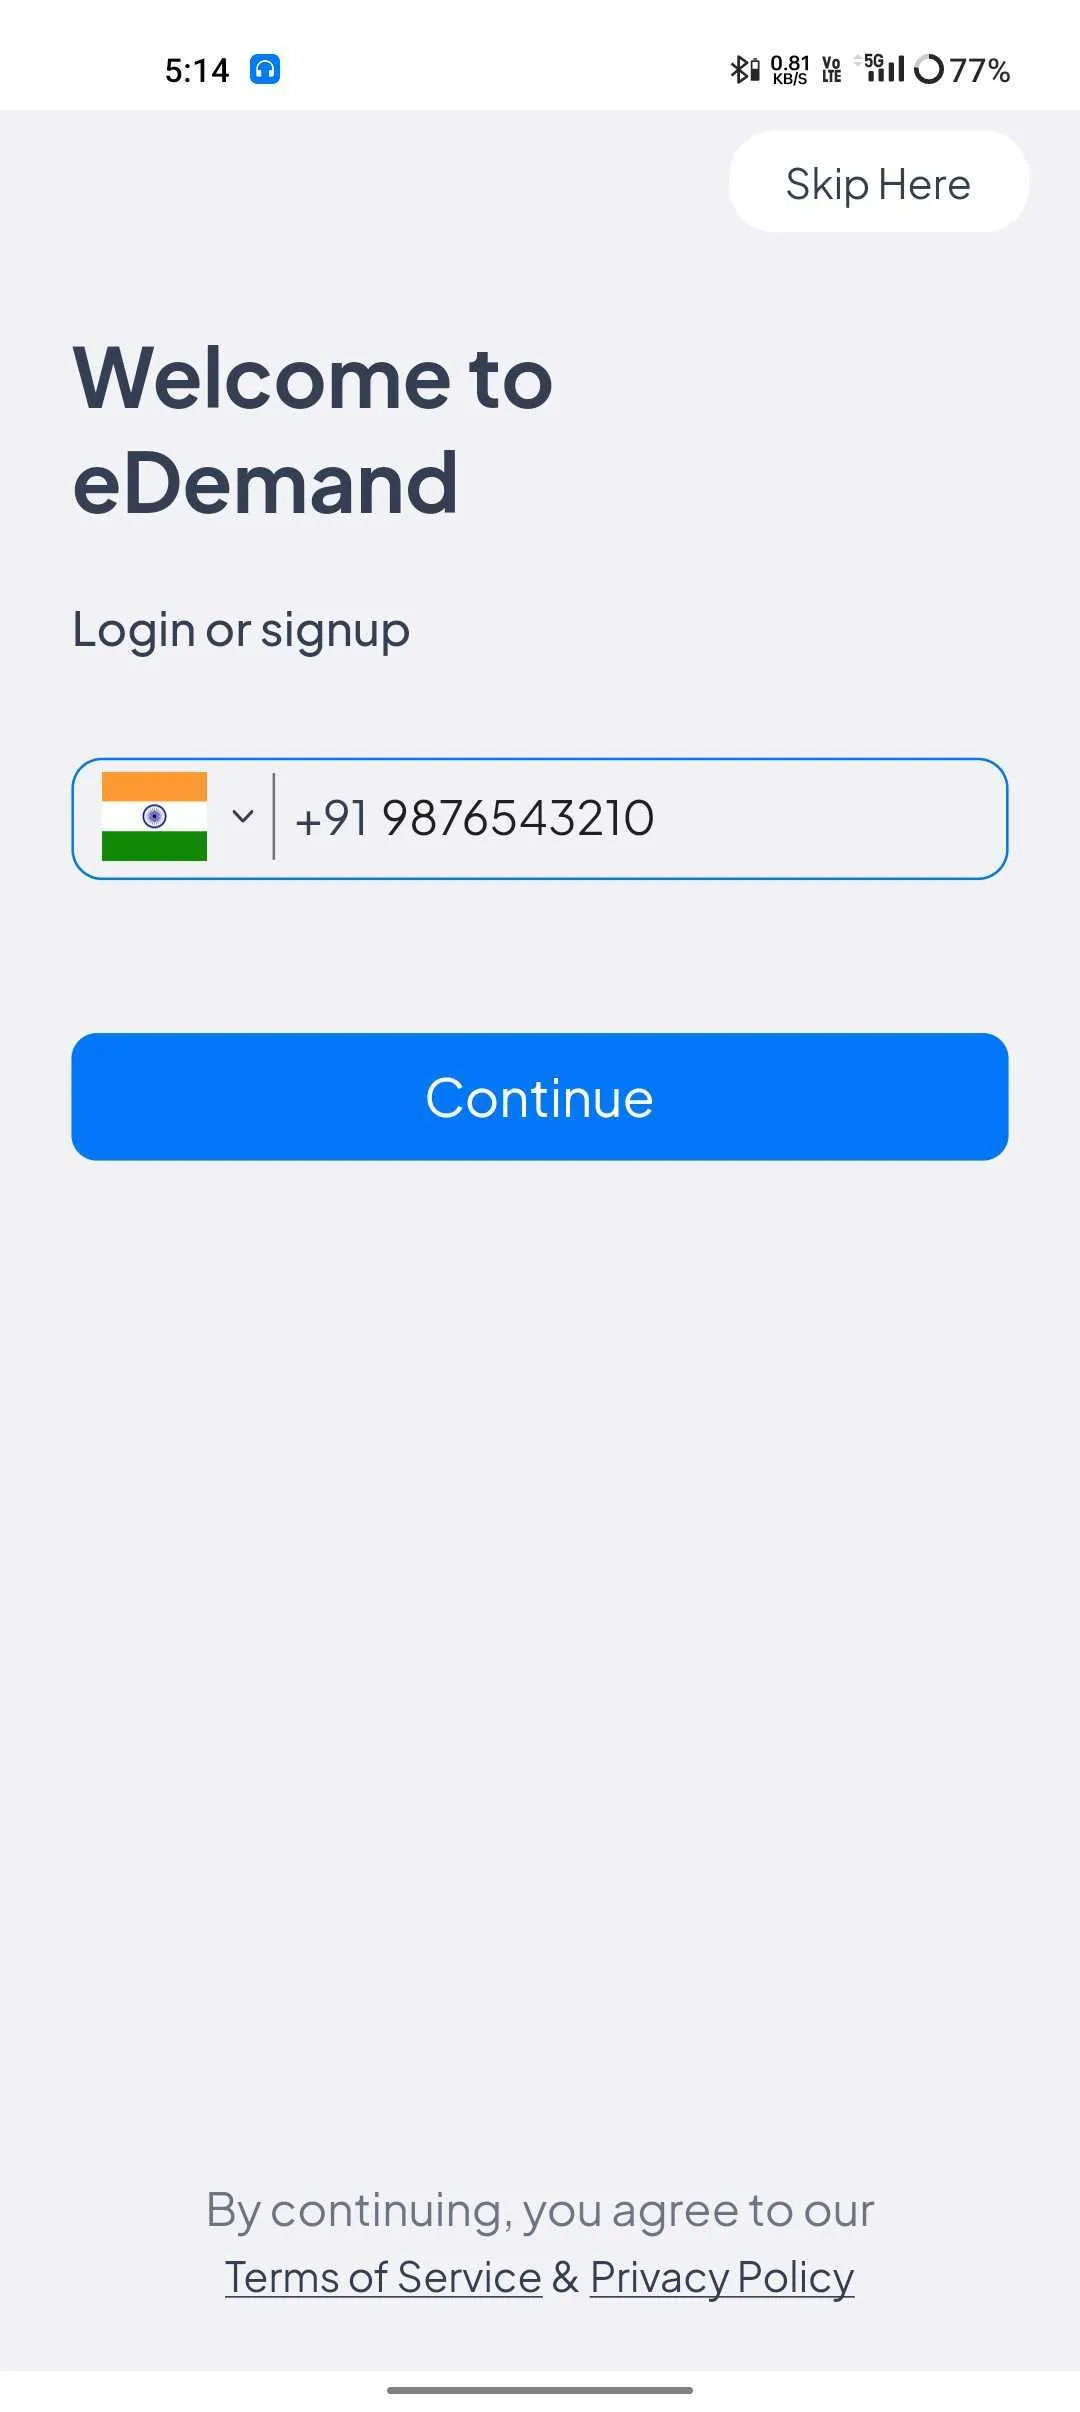 5:14
0.81 KB/S Vo LTE 5G 77%
Skip Here
Welcome to
eDemand
Login or signup
+91 9876543210
Continue
By continuing, you agree to our
Terms of Service & Privacy Policy